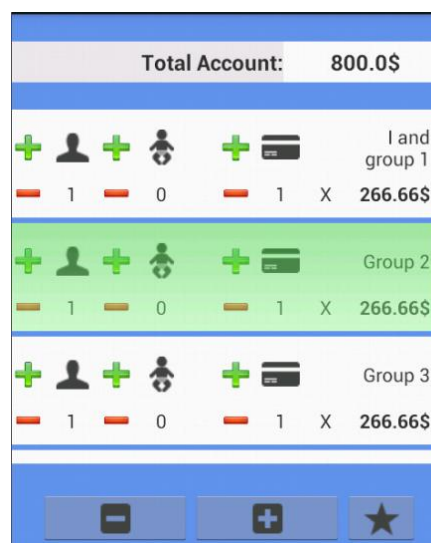 Total Account: 800.0$
I and
group 1
1 0 1 X 266.66$
Group 2
1 0 1 X 266.66$
Group 3
1 0 1 X 266.66$